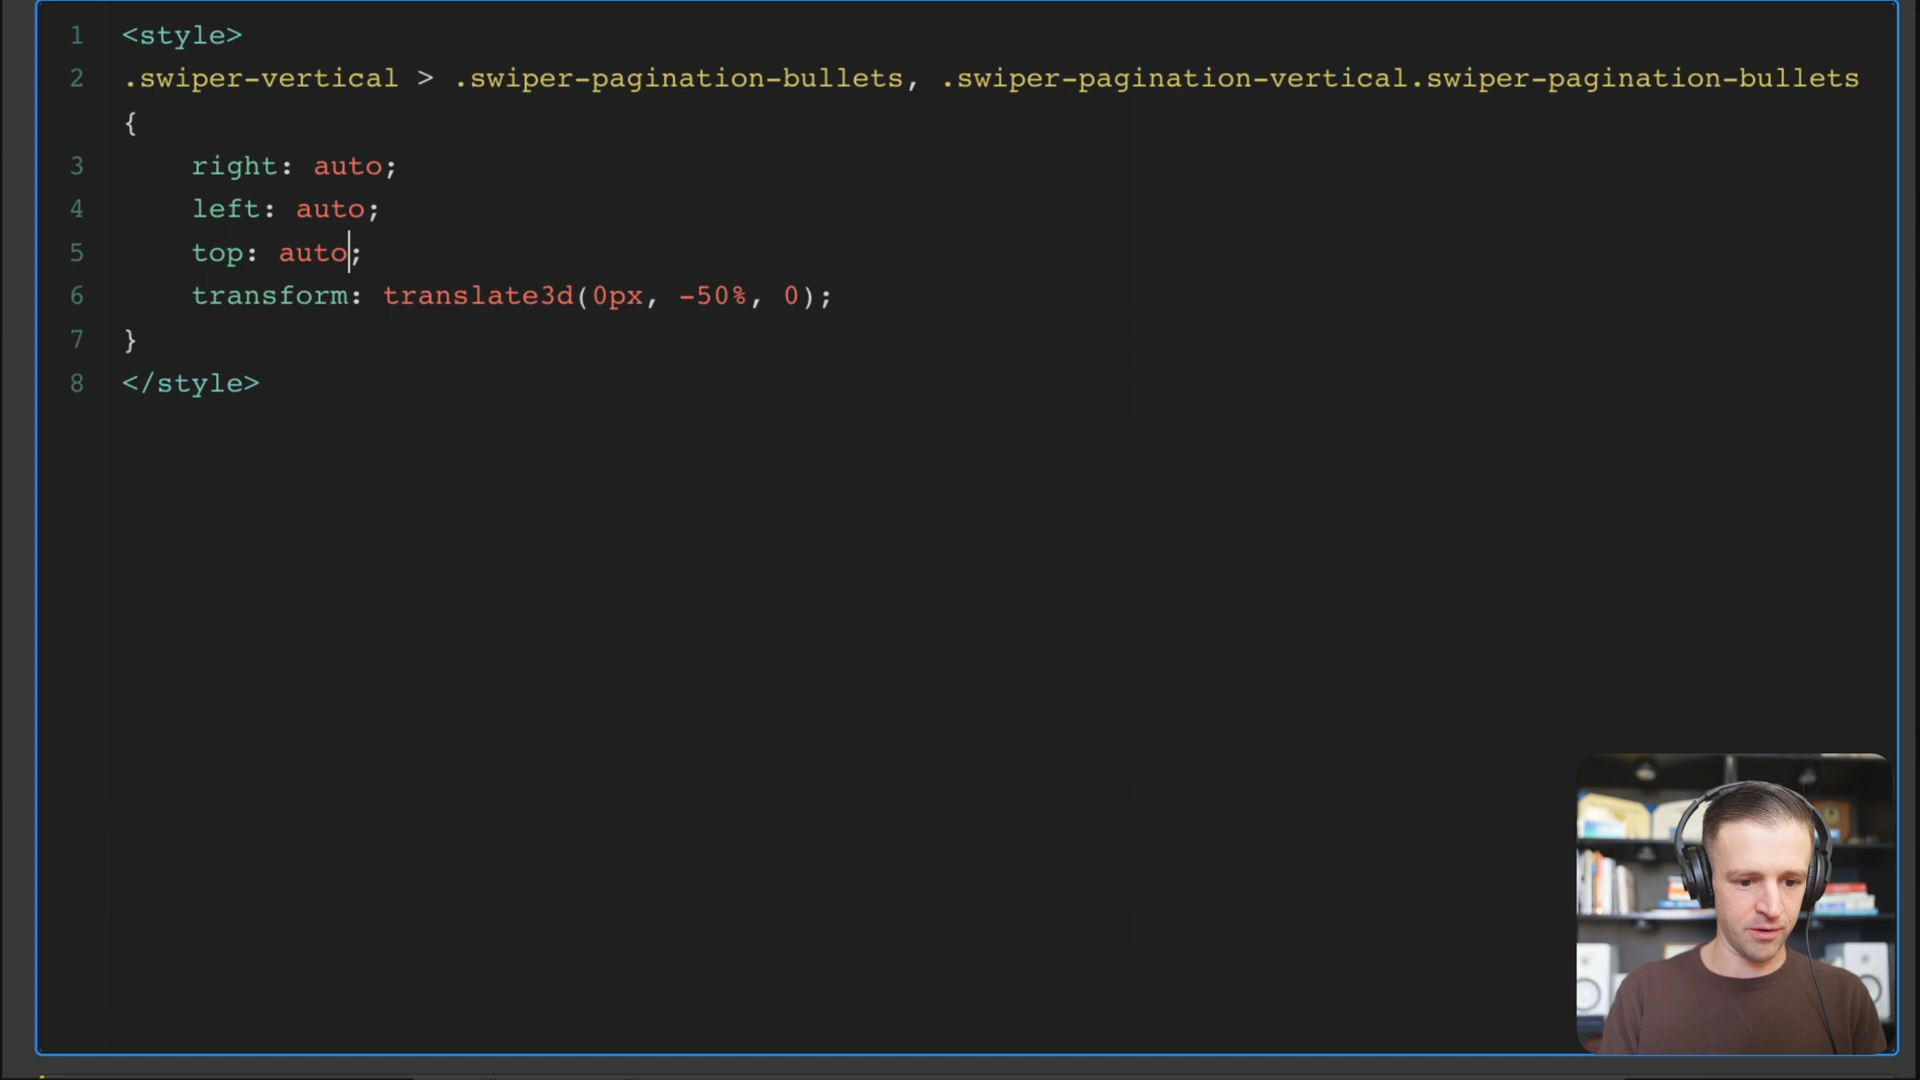 1 <style>
2 .swiper-vertical > .swiper-pagination-bullets, .swiper-pagination-vertical.swiper-pagination-bullets
{
3 right: auto;
4 left: auto;
5 top: auto;
6 transform: translate3d(0px, -50%, 0);
7 }
8 </style>